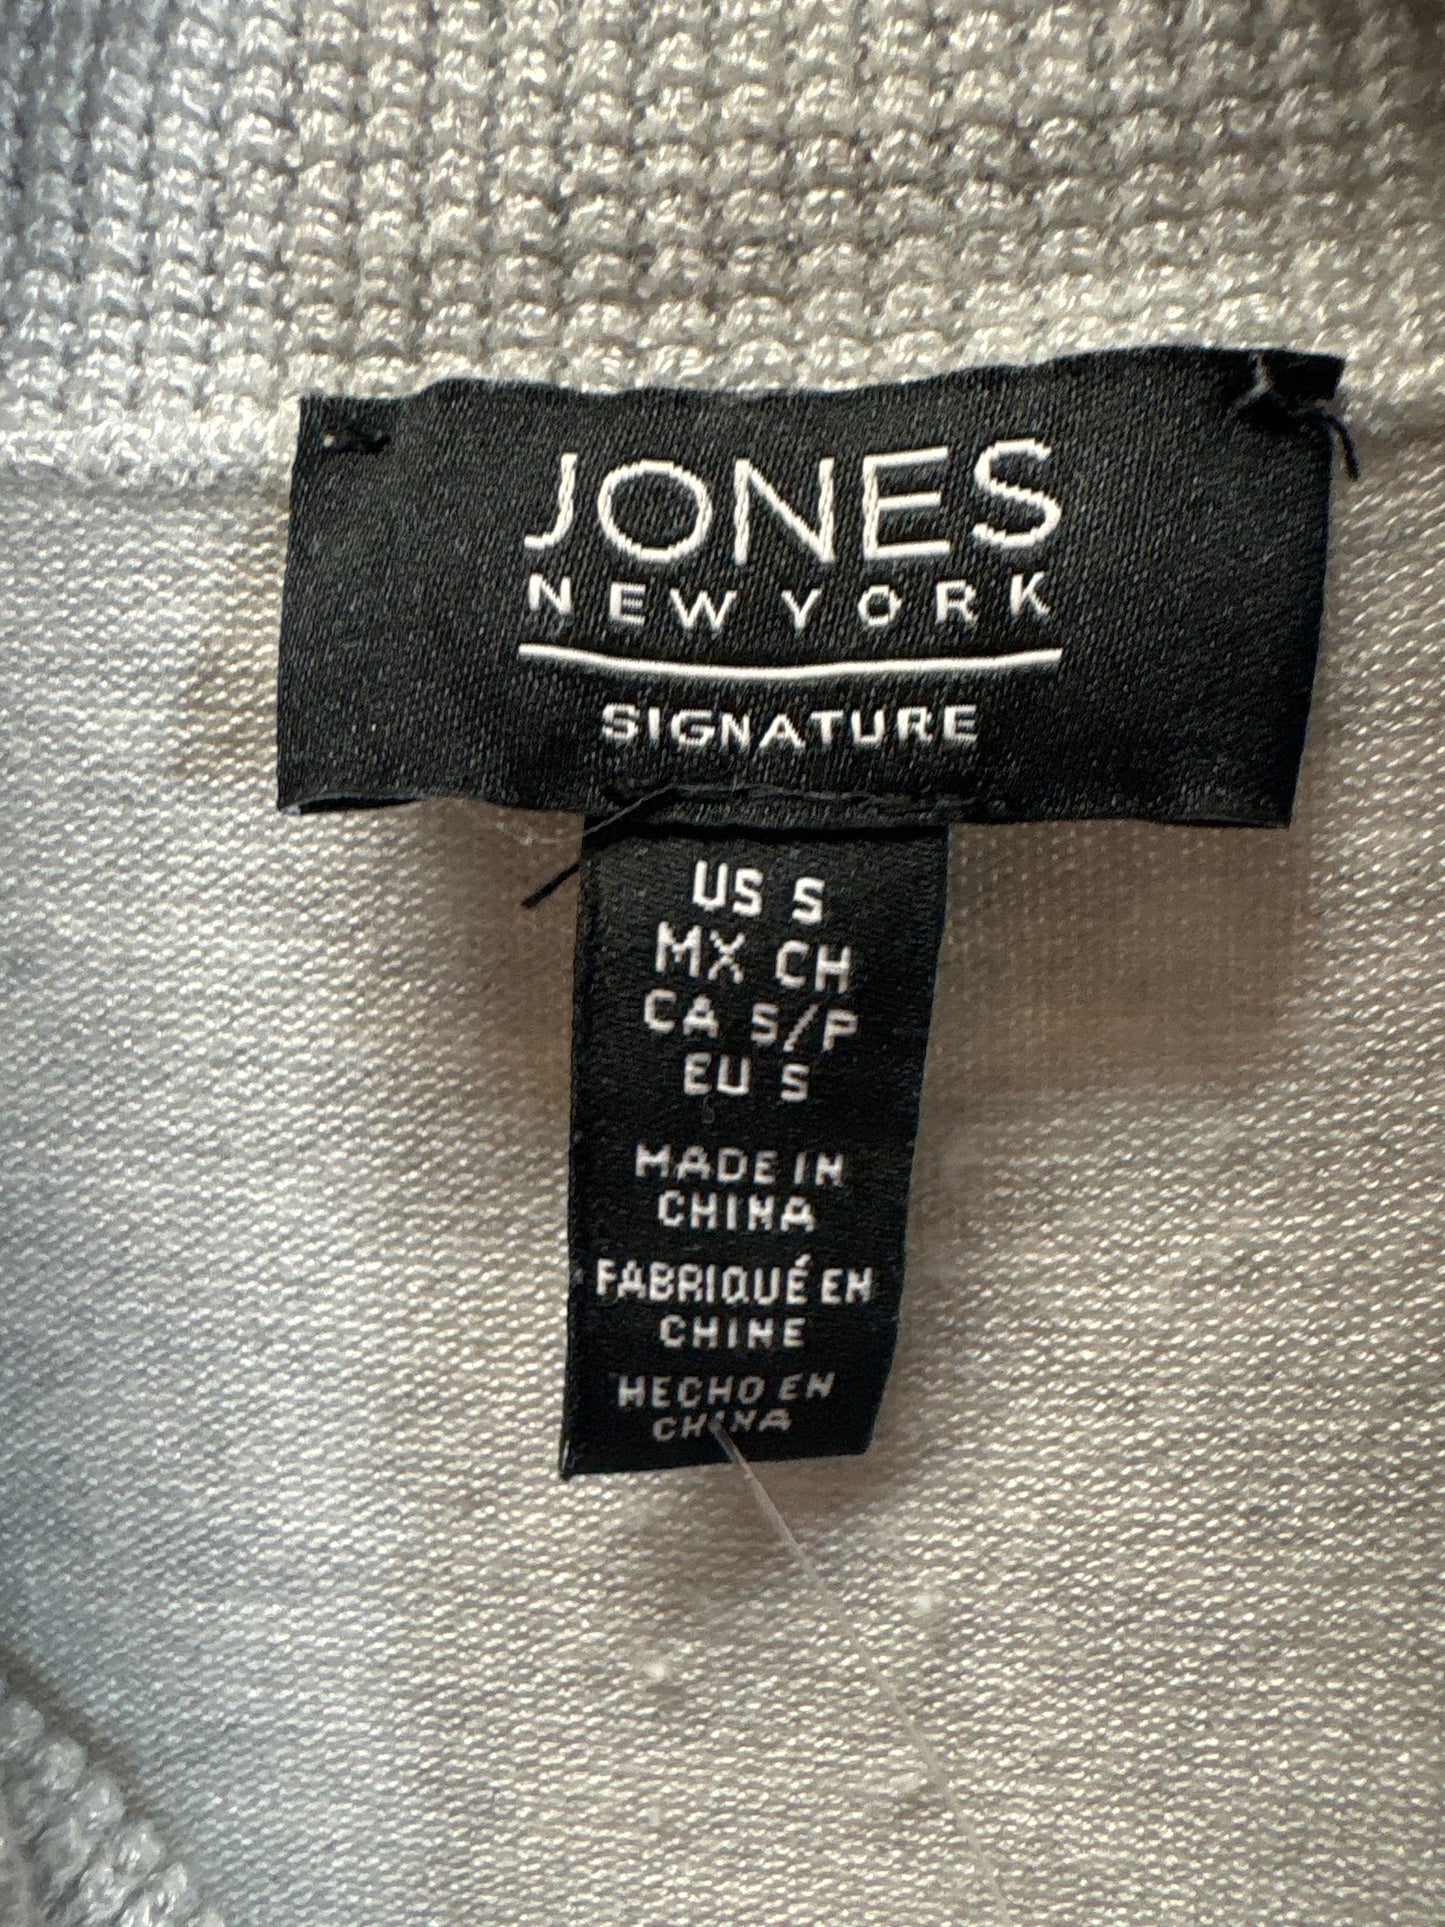 JONES
NEW YORK
SIGNATURE
US S
MX CH
CA S/P
EU S
MADE IN
CHINA
FABRIQUÉ EN
CHINE
HECHO EN
CHINA